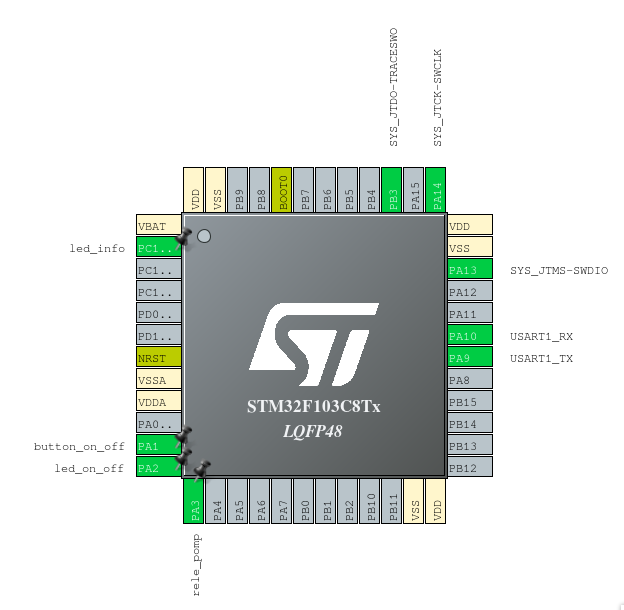 SYS_JTDO-TRACESWO
SYS_JTCK-SWCLK
VDD
VSS
PB9
PB8
BOOT0
PB7
PB6
PB5
PB4
PB3
PA15
PA14
VBAT
led_info
PC1..
PC1..
PC1..
PD0..
PD1..
NRST
VSSA
VDDA
PA0..
button_on_off
PA1
led_on_off
PA2
VDD
VSS
PA13
SYS_JTMS-SWDIO
PA12
PA11
PA10
USART1_RX
PA9
USART1_TX
PA8
PB15
PB14
PB13
PB12
ST
STM32F103C8Tx
LQFP48
PA3
PA4
PA5
PA6
PA7
PB0
PB1
PB2
PB10
PB11
VSS
VDD
rele_pomp